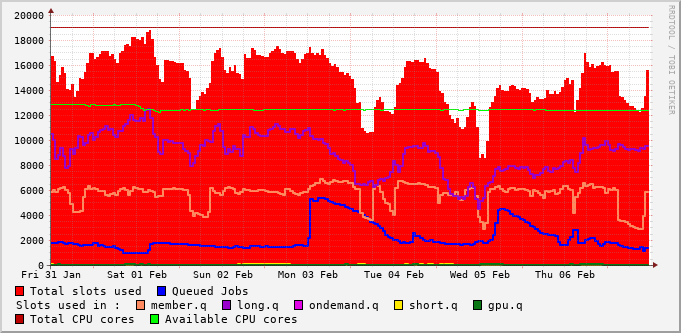 20000
18000
16000
14000
12000
10000
8000
6000
4000
2000
0
Fri 31 Jan Sat 01 Feb Sun 02 Feb Mon 03 Feb Tue 04 Feb Wed 05 Feb Thu 06 Feb
Total slots used Queued Jobs
Slots used in : member.q long.q ondemand.q short.q gpu.q
Total CPU cores Available CPU cores
RRDTOOL / TOBI OETIKER